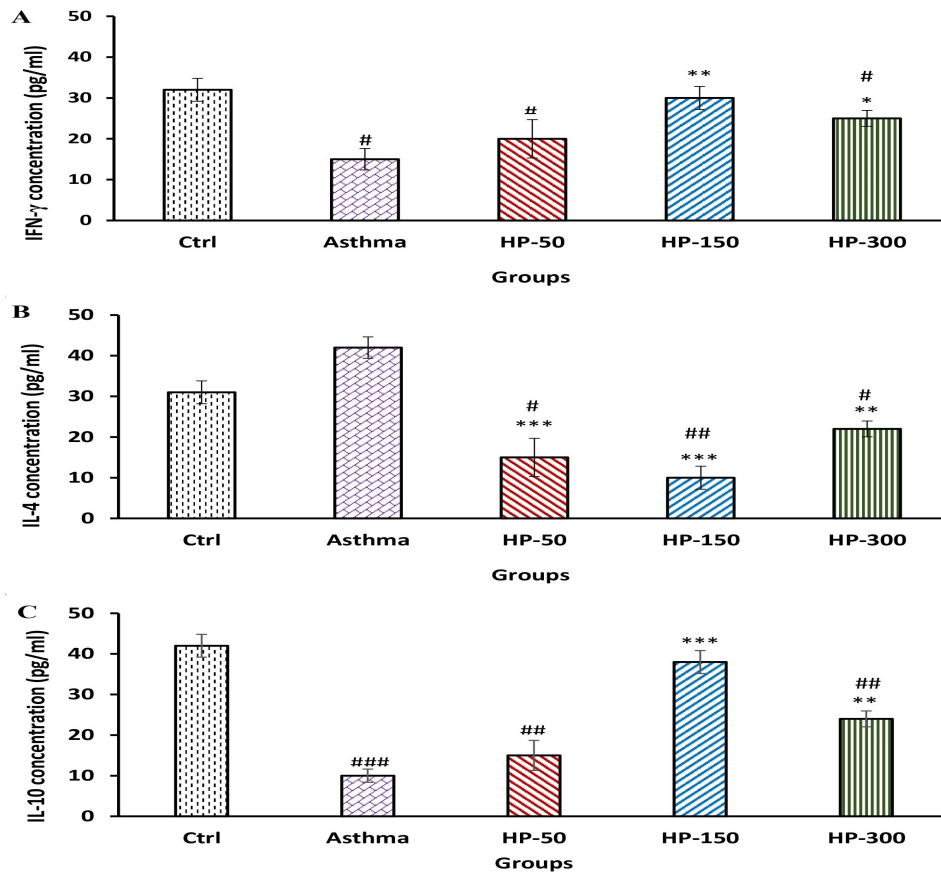 A
IFN-γ concentration (pg/ml)
50
40
30
20
10
0
#
#
**
#
*
Ctrl
Asthma
HP-50
HP-150
HP-300
Groups
B
IL-4 concentration (pg/ml)
50
40
30
20
10
0
#
***
##
***
#
**
Ctrl
Asthma
HP-50
HP-150
HP-300
Groups
C
IL-10 concentration (pg/ml)
50
40
30
20
10
0
###
##
***
##
**
Ctrl
Asthma
HP-50
HP-150
HP-300
Groups